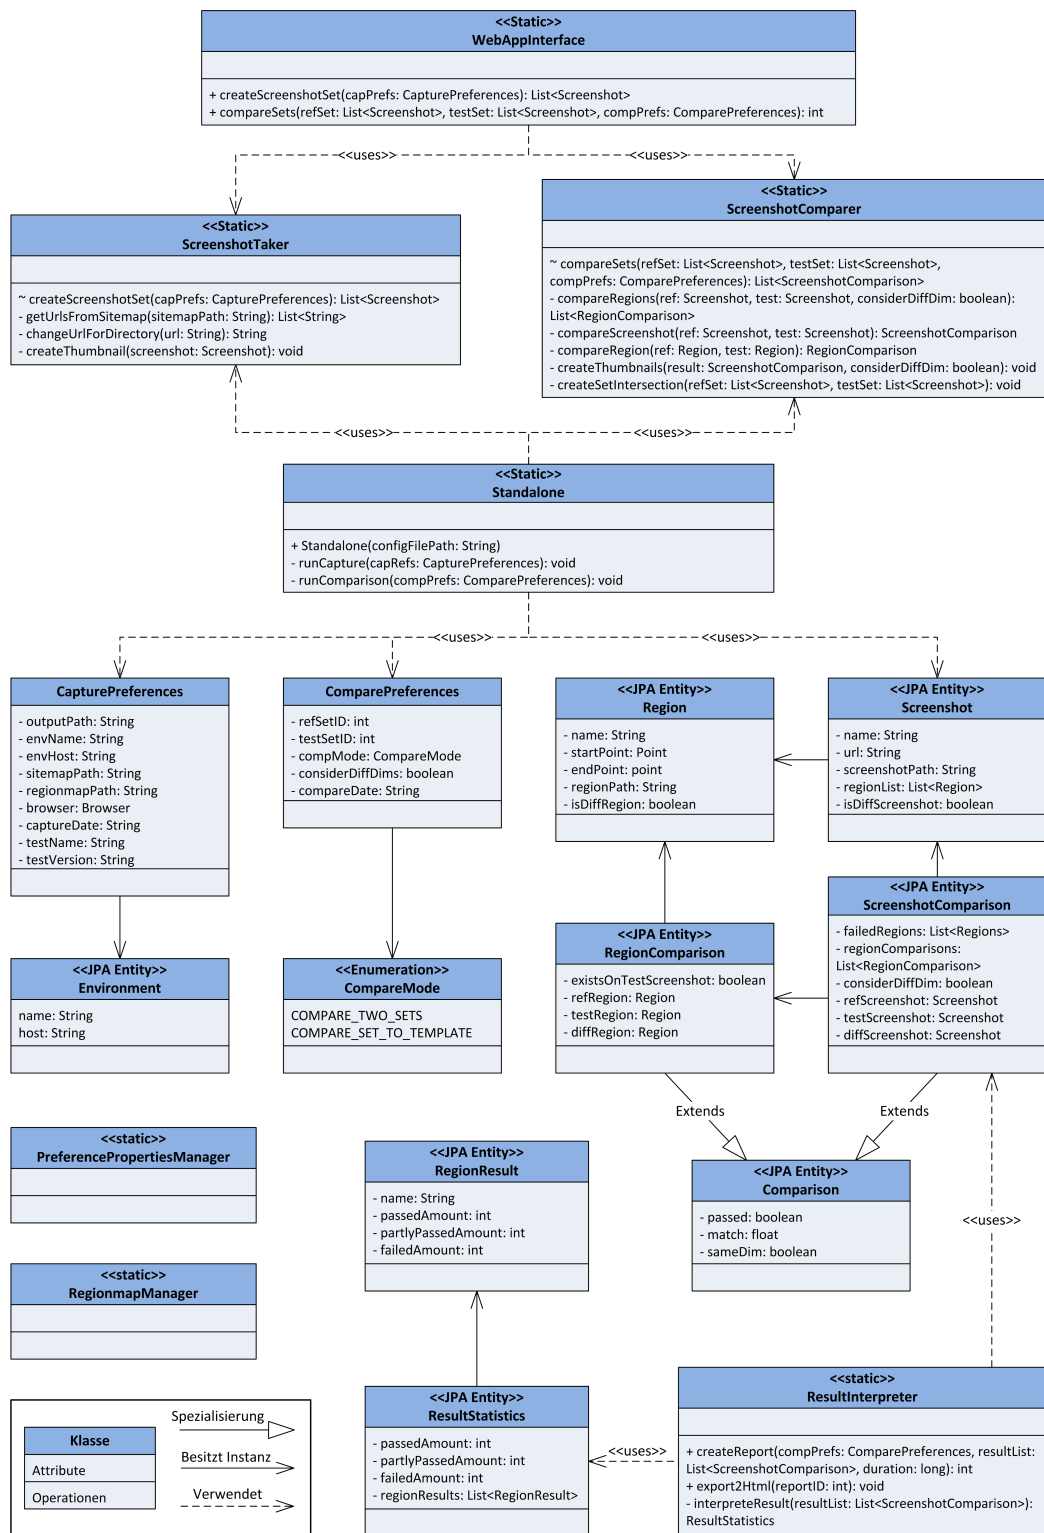 <<Static>>
WebAppInterface
+ createScreenshotSet(capPrefs: CapturePreferences): List<Screenshot>
+ compareSets(refSet: List<Screenshot>, testSet: List<Screenshot>, compPrefs: ComparePreferences): int
<<uses>>
<<uses>>
<<Static>>
ScreenshotTaker
~ createScreenshotSet(capPrefs: CapturePreferences): List<Screenshot>
- getUrlsFromSitemap(sitemapPath: String): List<String>
- changeUrlForDirectory(url: String): String
- createThumbnail(screenshot: Screenshot): void
<<Static>>
ScreenshotComparer
~ compareSets(refSet: List<Screenshot>, testSet: List<Screenshot>,
compPrefs: ComparePreferences): List<ScreenshotComparison>
- compareRegions(ref: Screenshot, test: Screenshot, considerDiffDim: boolean):
List<RegionComparison>
- compareScreenshot(ref: Screenshot, test: Screenshot): ScreenshotComparison
- compareRegion(ref: Region, test: Region): RegionComparison
- createThumbnails(result: ScreenshotComparison, considerDiffDim: boolean): void
- createSetIntersection(refSet: List<Screenshot>, testSet: List<Screenshot>): void
<<uses>>
<<uses>>
<<Static>>
Standalone
+ Standalone(configFilePath: String)
- runCapture(capRefs: CapturePreferences): void
- runComparison(compPrefs: ComparePreferences): void
<<uses>>
<<uses>>
CapturePreferences
- outputPath: String
- envName: String
- envHost: String
- sitemapPath: String
- regionmapPath: String
- browser: Browser
- captureDate: String
- testName: String
- testVersion: String
ComparePreferences
- refSetID: int
- testSetID: int
- compMode: CompareMode
- considerDiffDims: boolean
- compareDate: String
<<JPA Entity>>
Region
- name: String
- startPoint: Point
- endPoint: point
- regionPath: String
- isDiffRegion: boolean
<<JPA Entity>>
Screenshot
- name: String
- url: String
- screenshotPath: String
- regionList: List<Region>
- isDiffScreenshot: boolean
<<JPA Entity>>
Environment
name: String
host: String
<<Enumeration>>
CompareMode
COMPARE_TWO_SETS
COMPARE_SET_TO_TEMPLATE
<<JPA Entity>>
RegionComparison
- existsOnTestScreenshot: boolean
- refRegion: Region
- testRegion: Region
- diffRegion: Region
<<JPA Entity>>
ScreenshotComparison
- failedRegions: List<Regions>
- regionComparisons:
List<RegionComparison>
- considerDiffDim: boolean
- refScreenshot: Screenshot
- testScreenshot: Screenshot
- diffScreenshot: Screenshot
Extends
Extends
<<static>>
PreferencePropertiesManager
<<JPA Entity>>
RegionResult
- name: String
- passedAmount: int
- partlyPassedAmount: int
- failedAmount: int
<<JPA Entity>>
Comparison
- passed: boolean
- match: float
- sameDim: boolean
<<uses>>
<<static>>
RegionmapManager
Klasse
Attribute
Operationen
Spezialisierung
Besitzt Instanz
Verwendet
<<JPA Entity>>
ResultStatistics
- passedAmount: int
- partlyPassedAmount: int
- failedAmount: int
- regionResults: List<RegionResult>
<<uses>>
<<static>>
ResultInterpreter
+ createReport(compPrefs: ComparePreferences, resultList:
List<ScreenshotComparison>, duration: long): int
+ export2Html(reportID: int): void
- interpreteResult(resultList: List<ScreenshotComparison>):
ResultStatistics